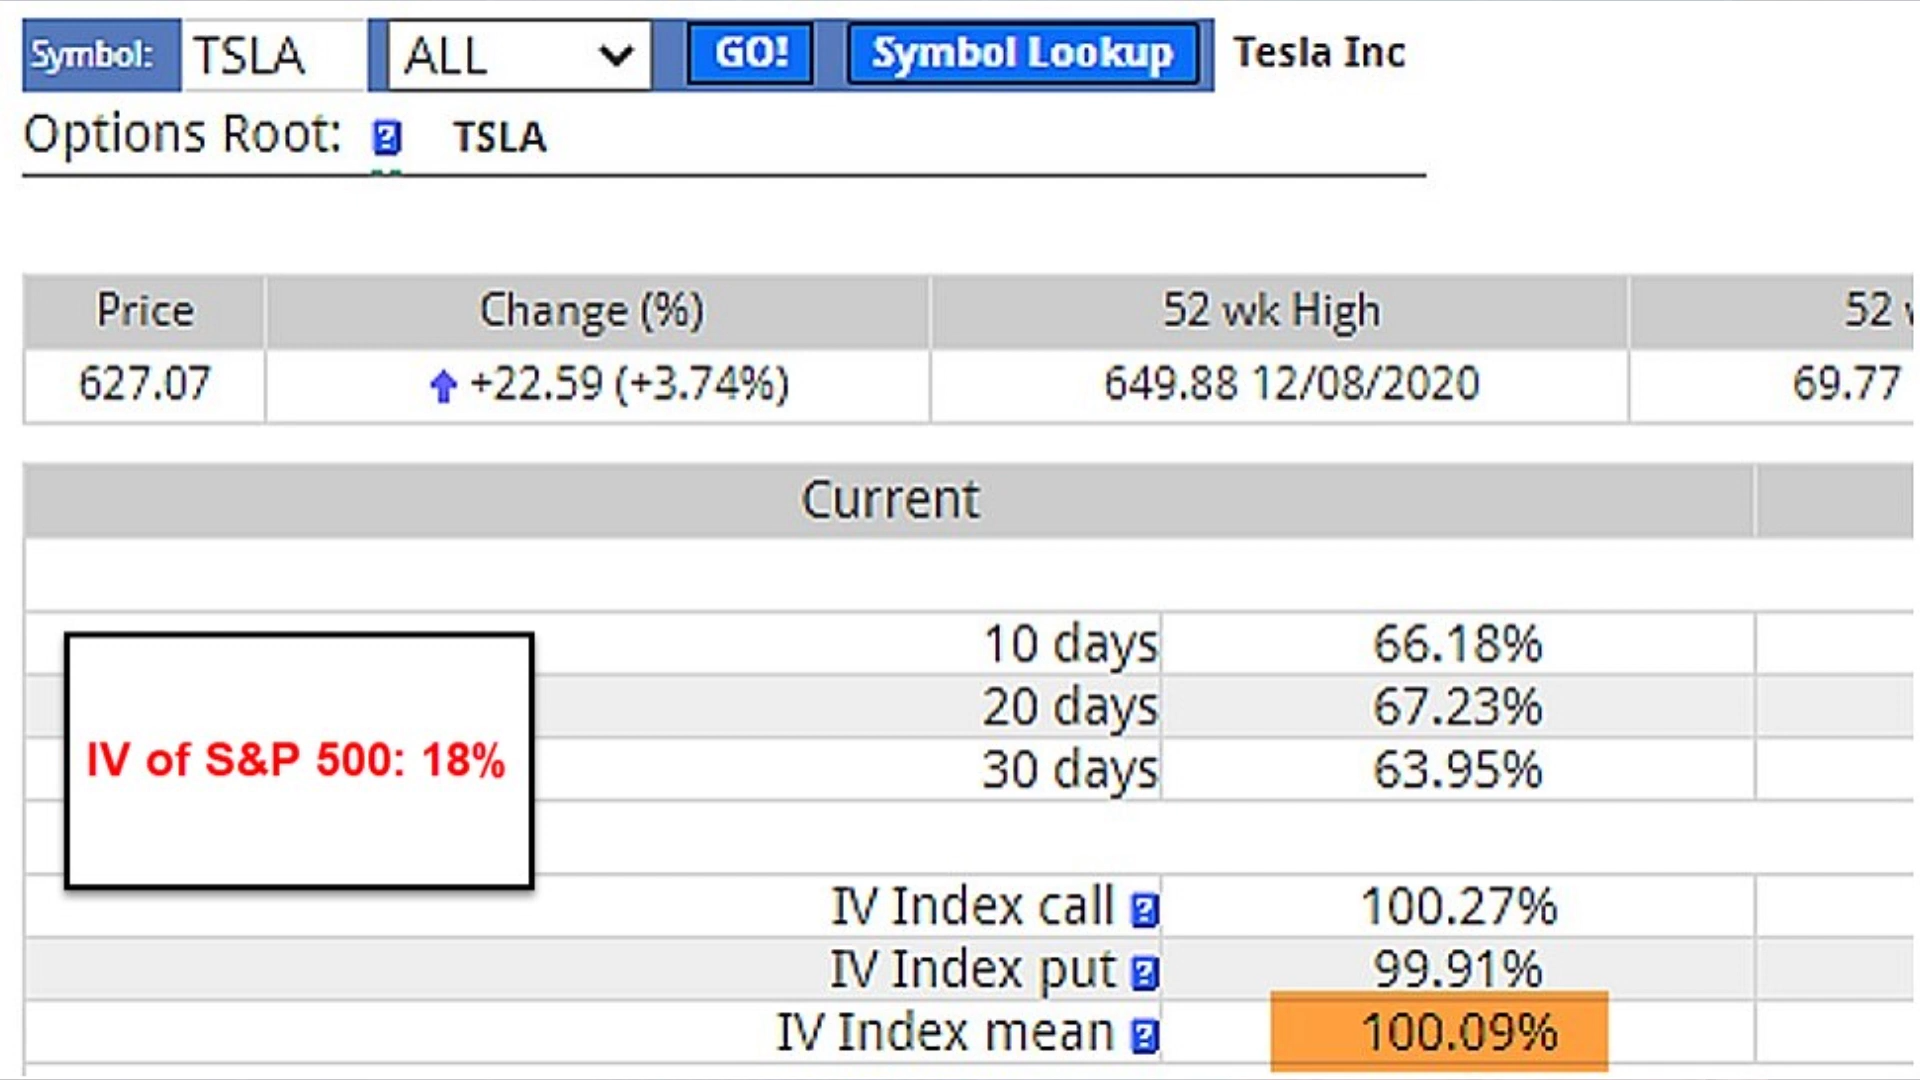 Symbol: TSLA ALL GO! Symbol Lookup Tesla Inc
Options Root: ? TSLA
Price Change (%) 52 wk High 52
627.07 +22.59 (+3.74%) 649.88 12/08/2020 69.77
Current
10 days 66.18%
20 days 67.23%
30 days 63.95%
IV of S&P 500: 18%
IV Index call ? 100.27%
IV Index put ? 99.91%
IV Index mean ? 100.09%